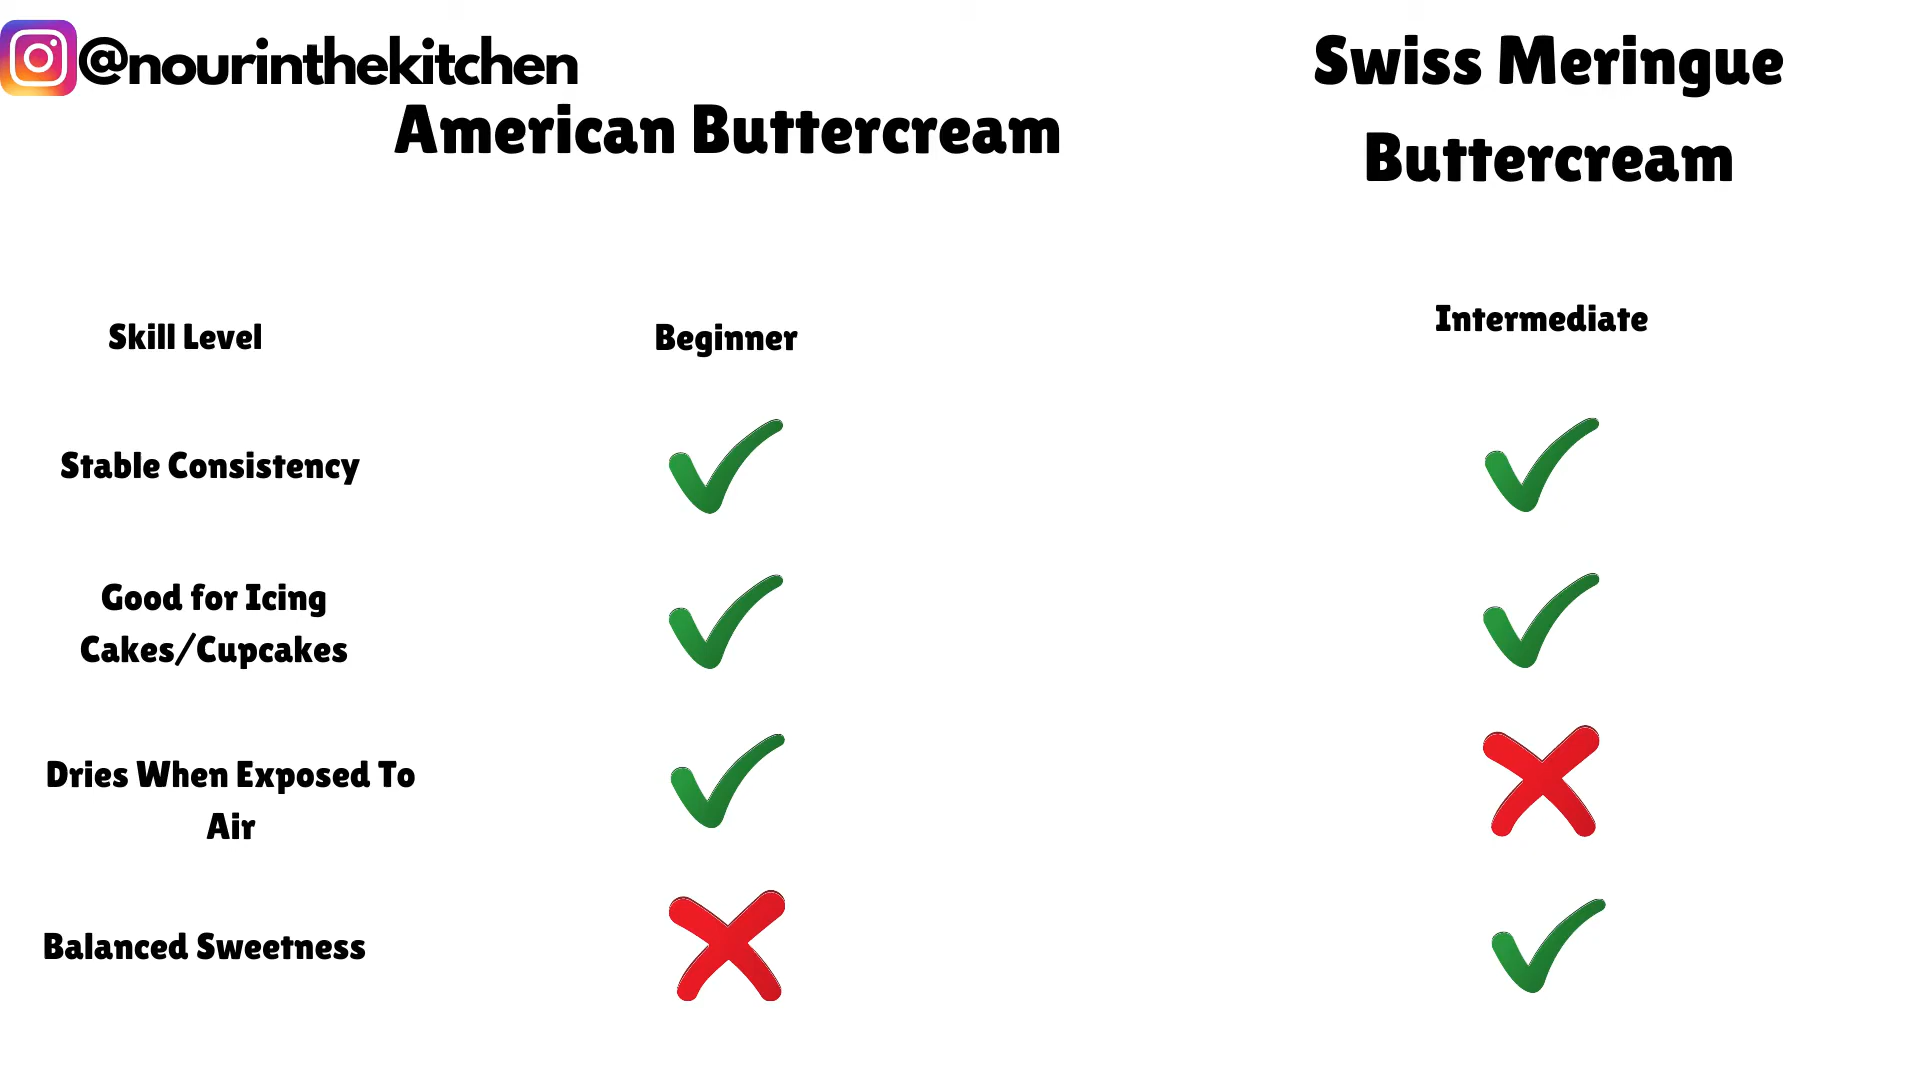 @nourinthekitchen
American Buttercream
Swiss Meringue
Buttercream
Skill Level
Beginner
Intermediate
Stable Consistency
Good for Icing
Cakes/Cupcakes
Dries When Exposed To
Air
Balanced Sweetness